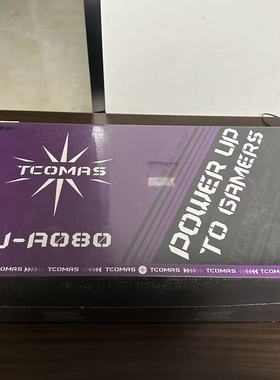 TCOMAS
J-A080
POWER UP
TO GAMERS
TCOMAS TCOMAS TCOMAS TCOMAS